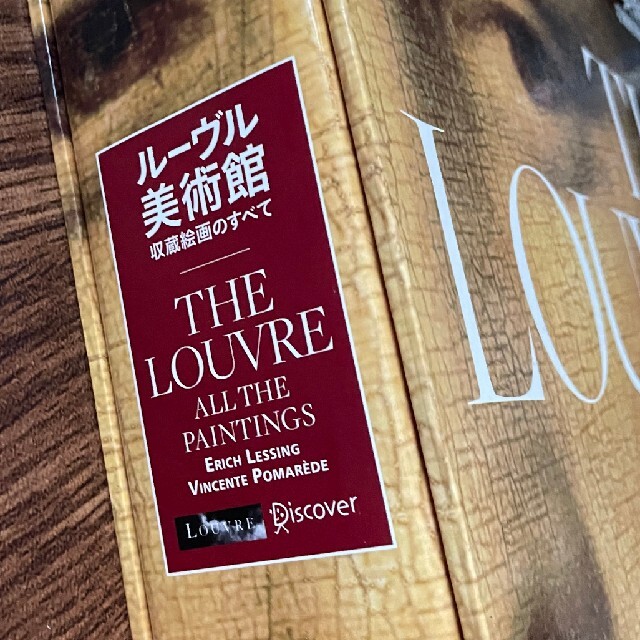 ルーヴル
美術館
収蔵絵画のすべて
THE
LOUVRE
ALL THE
PAINTINGS
ERICH LESSING
VINCENTE POMARÈDE
LOUVRE
Discover
T
LOU